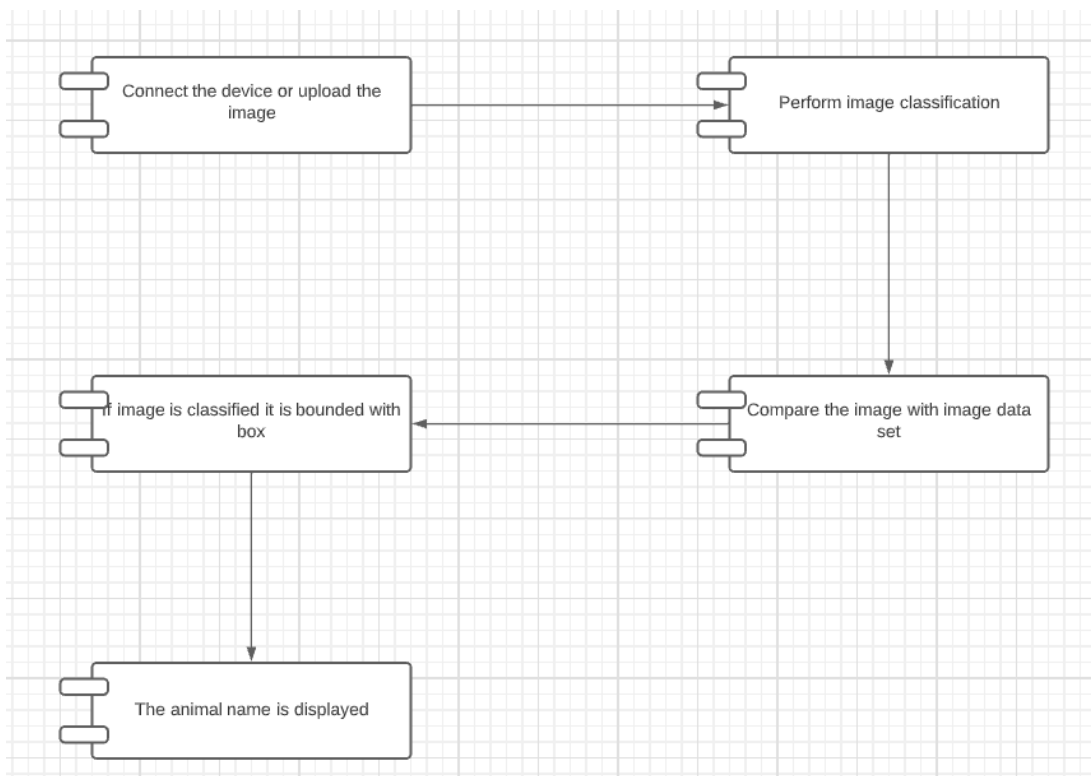 Connect the device or upload the
image
Perform image classification
Compare the image with image data
set
If image is classified it is bounded with
box
The animal name is displayed